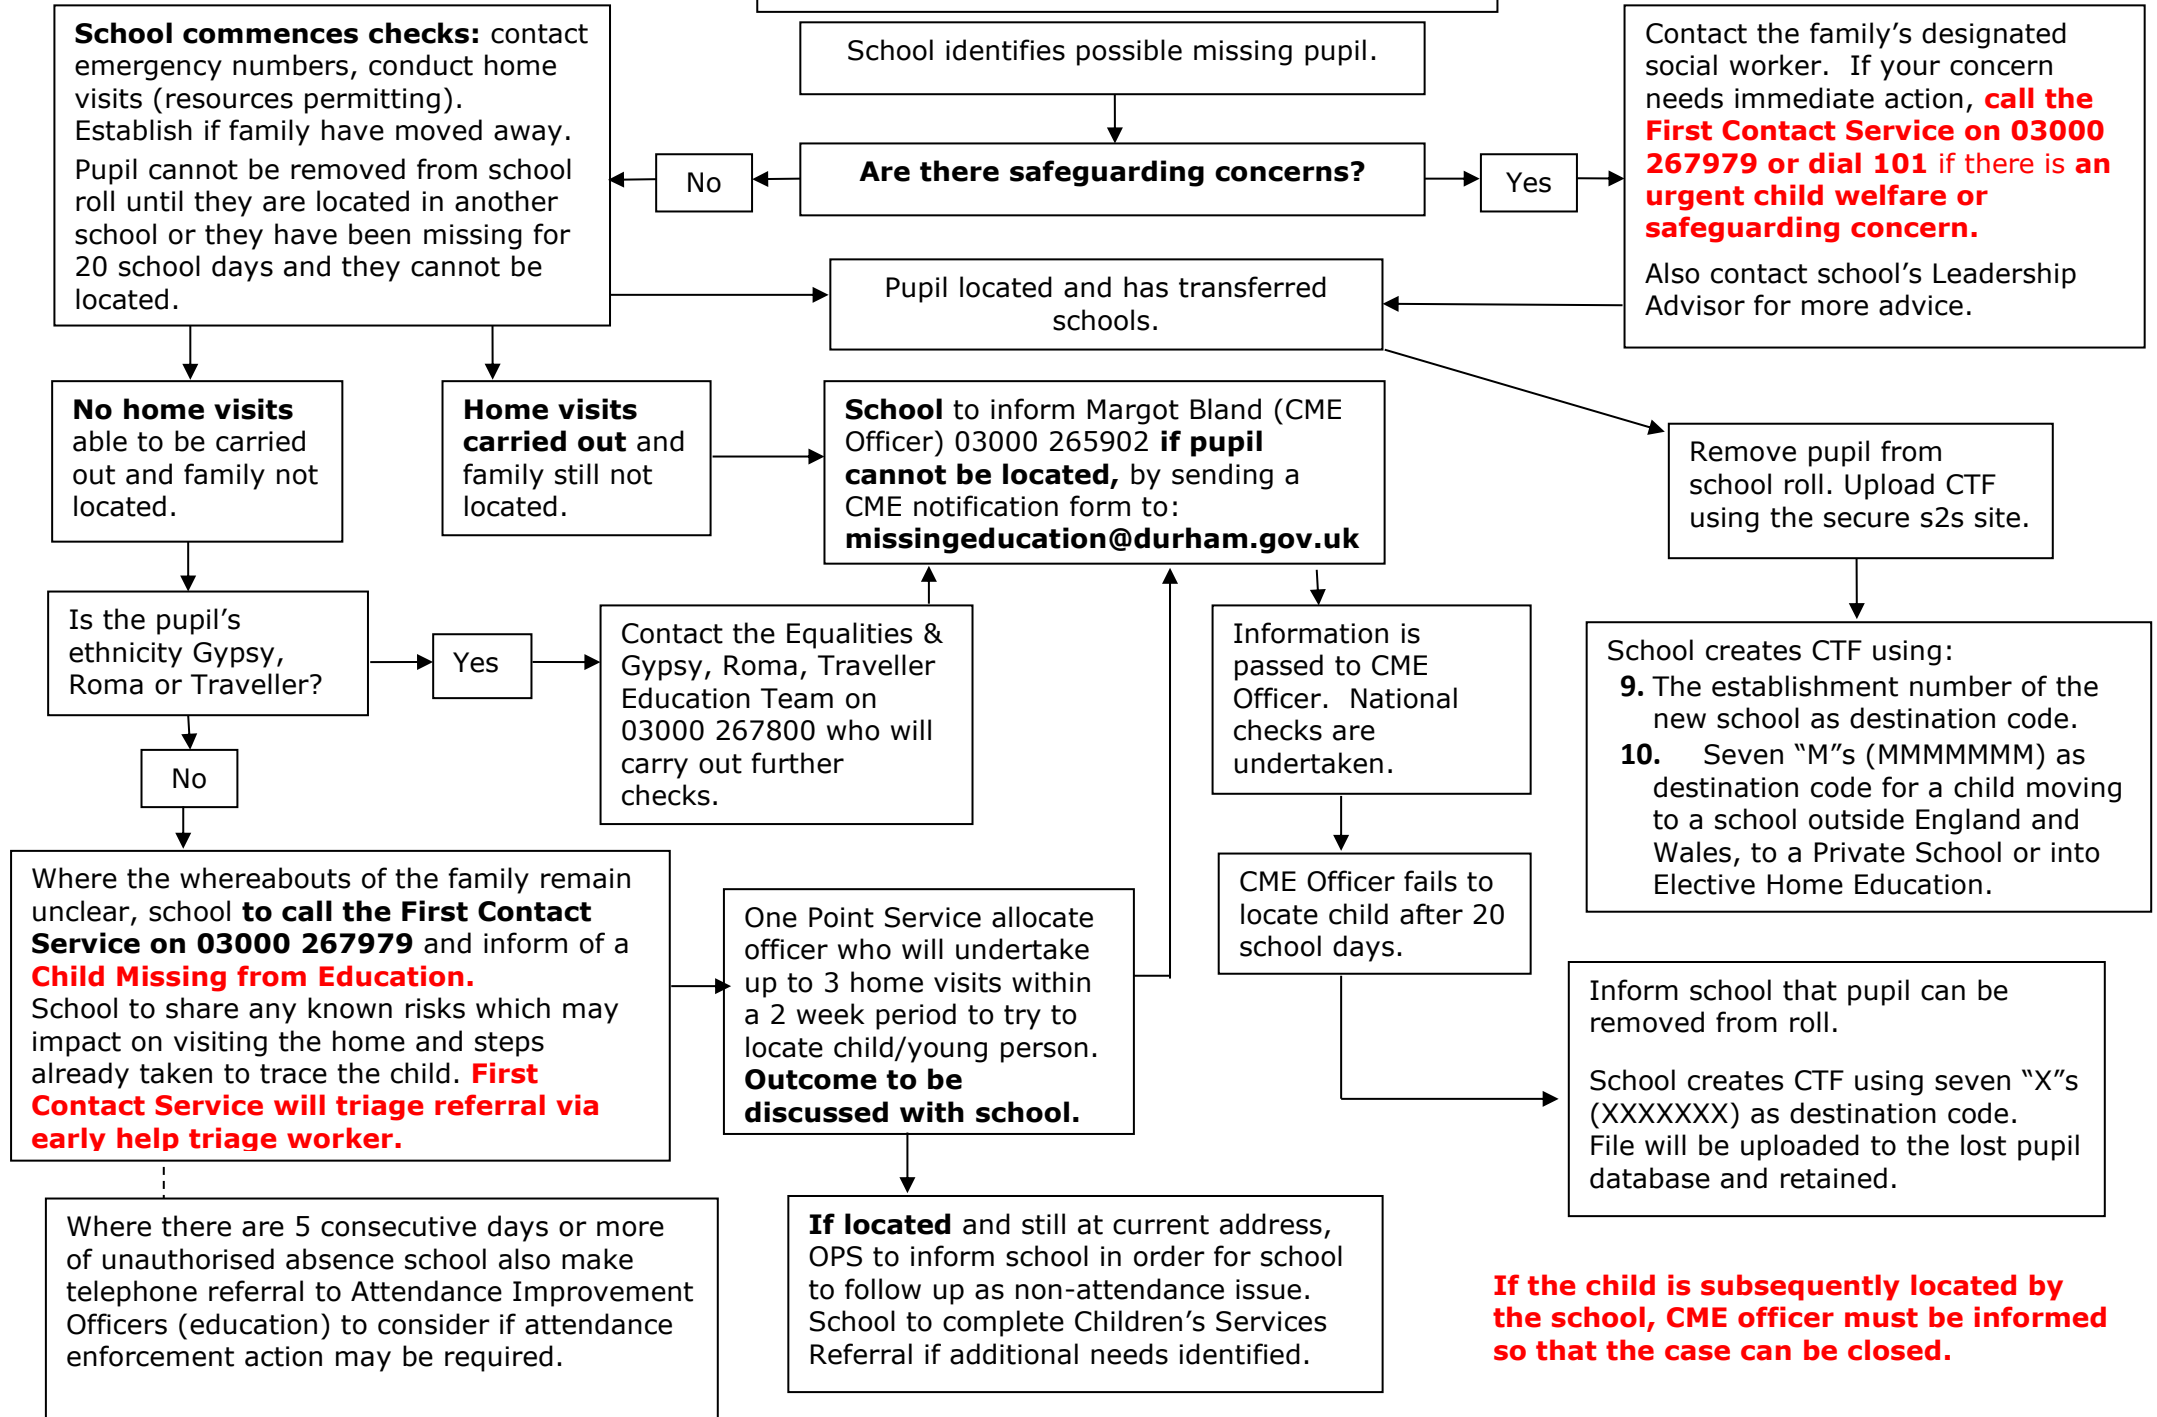 School identifies possible missing pupil.
Are there safeguarding concerns?
No
Yes
School commences checks: contact
emergency numbers, conduct home
visits (resources permitting).
Establish if family have moved away.
Pupil cannot be removed from school
roll until they are located in another
school or they have been missing for
20 school days and they cannot be
located.
Contact the family’s designated
social worker.  If your concern
needs immediate action, call the
First Contact Service on 03000
267979 or dial 101 if there is an
urgent child welfare or
safeguarding concern.
Also contact school’s Leadership
Advisor for more advice.
Pupil located and has transferred
schools.
No home visits
able to be carried
out and family not
located.
Home visits
carried out and
family still not
located.
School to inform Margot Bland (CME
Officer) 03000 265902 if pupil
cannot be located, by sending a
CME notification form to:
missingeducation@durham.gov.uk
Remove pupil from
school roll. Upload CTF
using the secure s2s site.
Is the pupil’s
ethnicity Gypsy,
Roma or Traveller?
Yes
Contact the Equalities &
Gypsy, Roma, Traveller
Education Team on
03000 267800 who will
carry out further
checks.
Information is
passed to CME
Officer.  National
checks are
undertaken.
School creates CTF using:
9. The establishment number of the
new school as destination code.
10. Seven “M”s (MMMMMMM) as
destination code for a child moving
to a school outside England and
Wales, to a Private School or into
Elective Home Education.
No
Where the whereabouts of the family remain
unclear, school to call the First Contact
Service on 03000 267979 and inform of a
Child Missing from Education.
School to share any known risks which may
impact on visiting the home and steps
already taken to trace the child. First
Contact Service will triage referral via
early help triage worker.
One Point Service allocate
officer who will undertake
up to 3 home visits within
a 2 week period to try to
locate child/young person.
Outcome to be
discussed with school.
CME Officer fails to
locate child after 20
school days.
Inform school that pupil can be
removed from roll.
School creates CTF using seven “X”s
(XXXXXXX) as destination code.
File will be uploaded to the lost pupil
database and retained.
Where there are 5 consecutive days or more
of unauthorised absence school also make
telephone referral to Attendance Improvement
Officers (education) to consider if attendance
enforcement action may be required.
If located and still at current address,
OPS to inform school in order for school
to follow up as non-attendance issue.
School to complete Children’s Services
Referral if additional needs identified.
If the child is subsequently located by
the school, CME officer must be informed
so that the case can be closed.